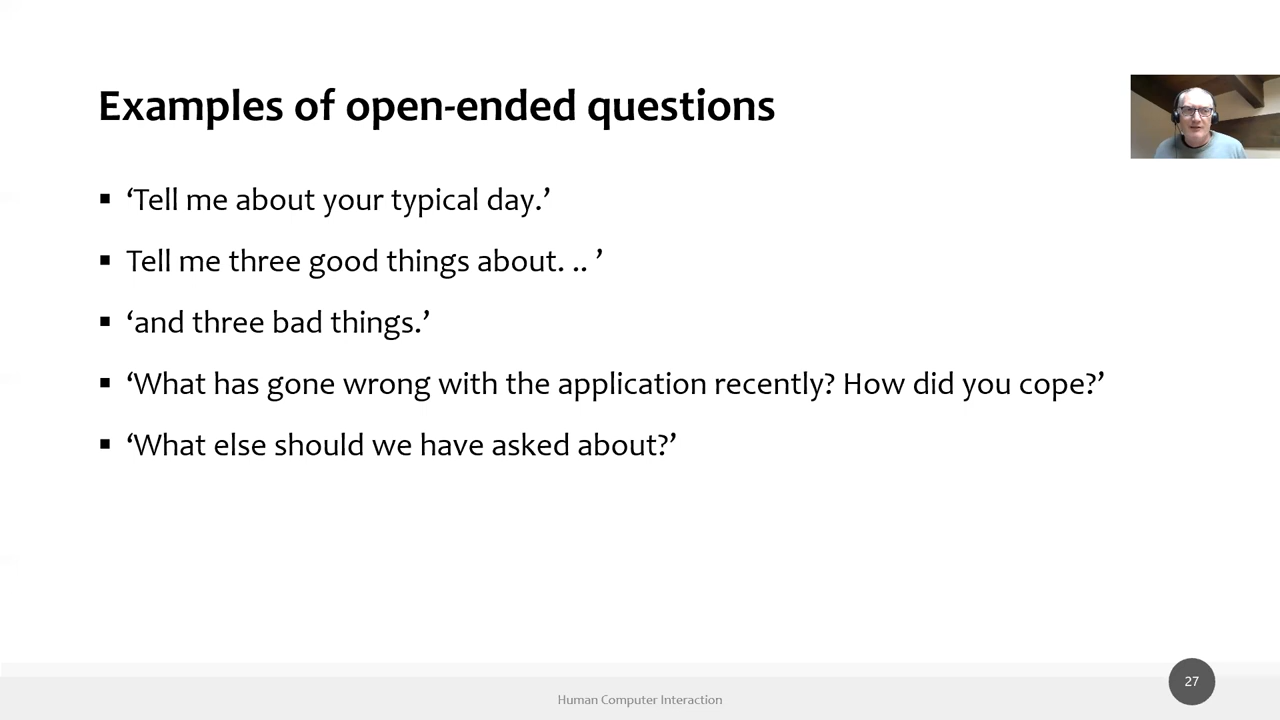 Examples of open-ended questions
▪ ‘Tell me about your typical day.’
▪ Tell me three good things about. .. ’
▪ ‘and three bad things.’
▪ ‘What has gone wrong with the application recently? How did you cope?’
▪ ‘What else should we have asked about?’
Human Computer Interaction
27